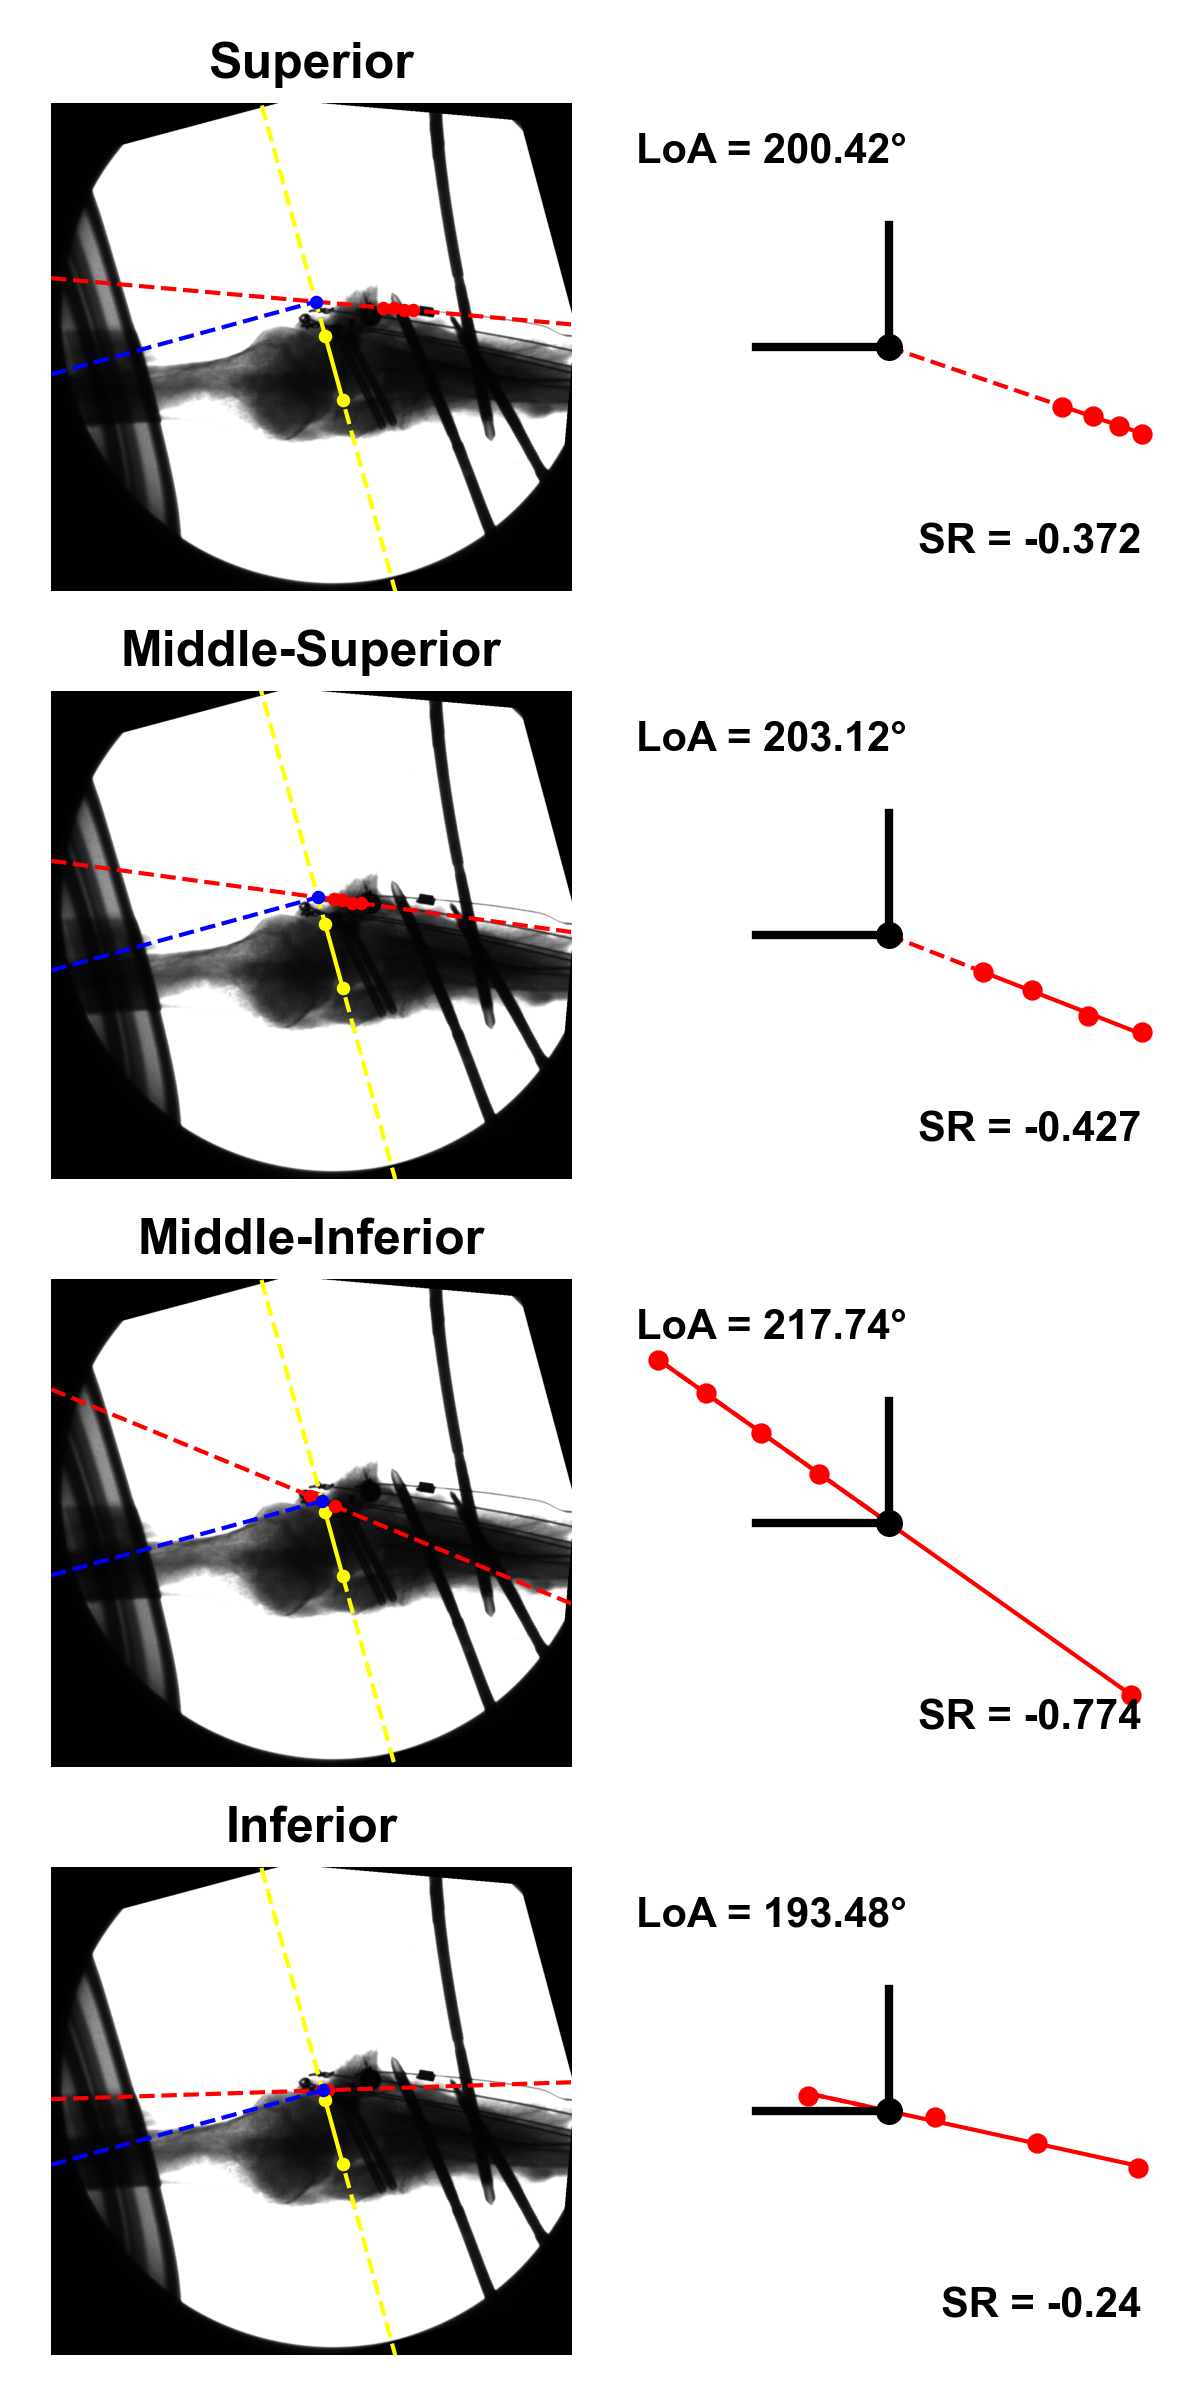 Superior
LoA = 200.42°
SR = -0.372
Middle-Superior
LoA = 203.12°
SR = -0.427
Middle-Inferior
LoA = 217.74°
SR = -0.774
Inferior
LoA = 193.48°
SR = -0.24